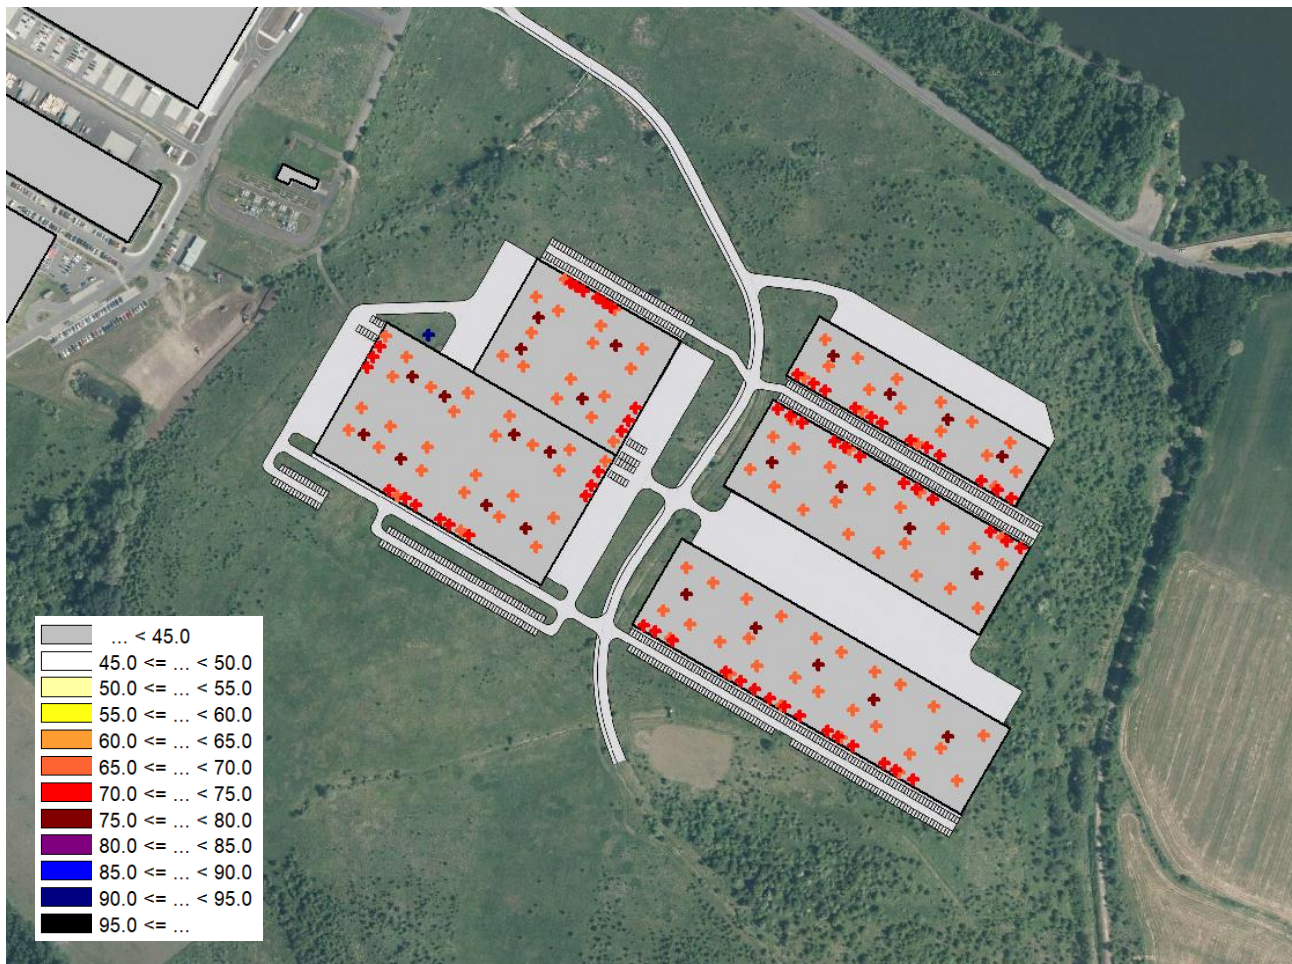 ... < 45.0
45.0 <= ... < 50.0
50.0 <= ... < 55.0
55.0 <= ... < 60.0
60.0 <= ... < 65.0
65.0 <= ... < 70.0
70.0 <= ... < 75.0
75.0 <= ... < 80.0
80.0 <= ... < 85.0
85.0 <= ... < 90.0
90.0 <= ... < 95.0
95.0 <= ...